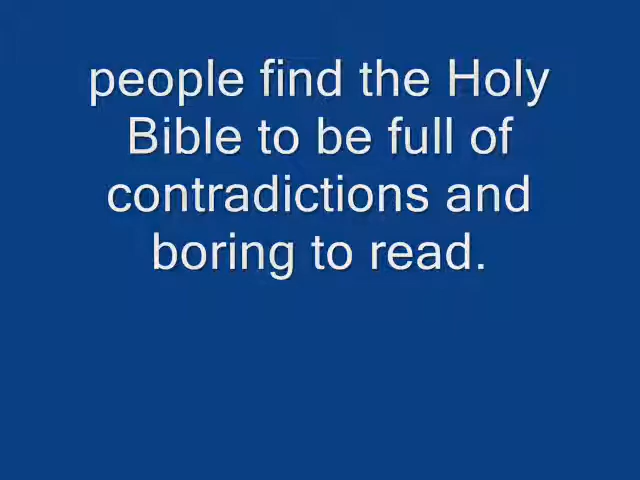 people find the Holy
Bible to be full of
contradictions and
boring to read.